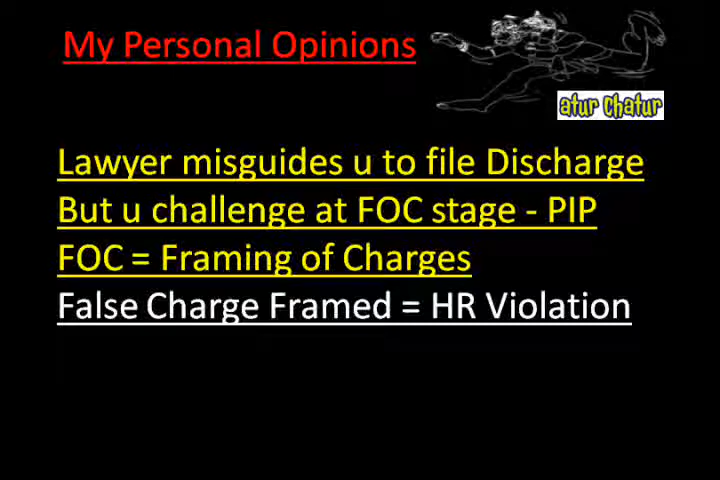 My Personal Opinions
atur chatur
Lawyer misguides u to file Discharge
But u challenge at FOC stage - PIP
FOC = Framing of Charges
False Charge Framed = HR Violation